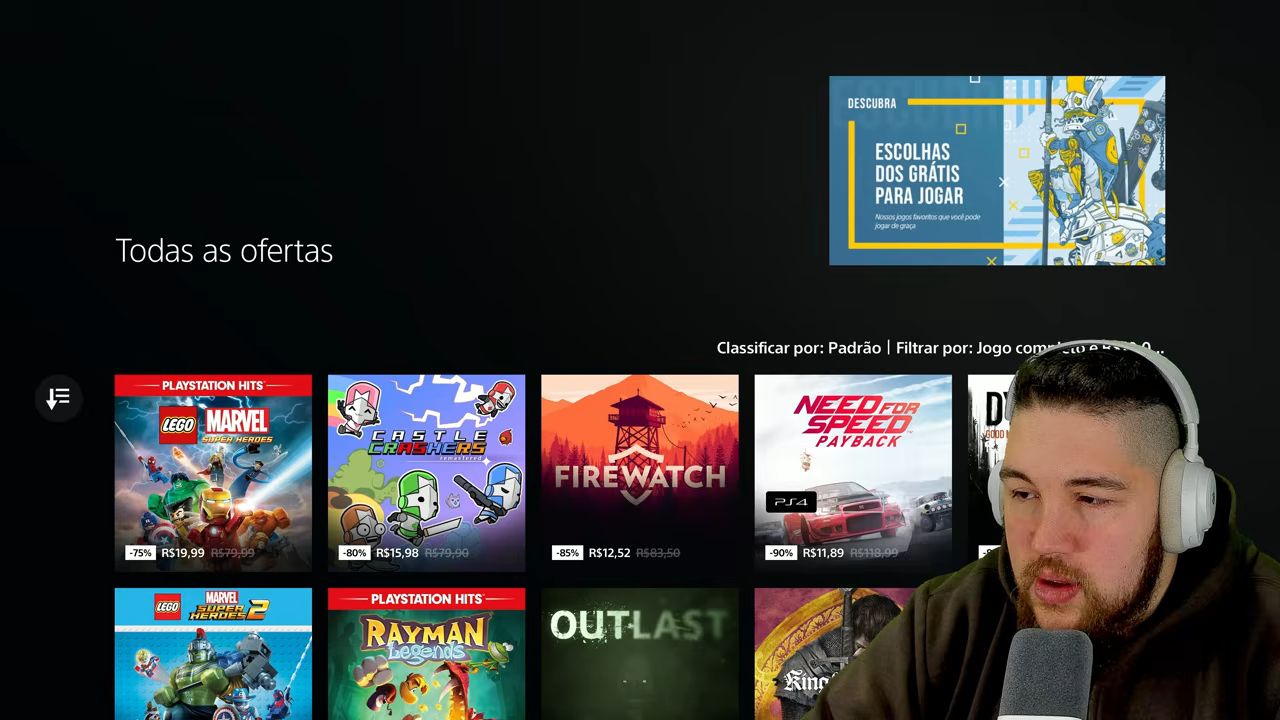 DESCUBRA
ESCOLHAS
DOS GRÁTIS
PARA JOGAR
Nossos jogos favoritos que você pode
jogar de graça
Todas as ofertas
Classificar por: Padrão | Filtrar por: Jogo completo e
PLAYSTATION HITS
LEGO MARVEL
SUPER HEROES
-75% R$19,99 R$79,99
CASTLE
CRASHERS
remastered
-80% R$15,98 R$79,90
FIREWATCH
-85% R$12,52 R$83,50
NEED FOR
SPEED
PAYBACK
PS4
-90% R$11,89 R$118,99
LEGO MARVEL
SUPER
HEROES 2
PLAYSTATION HITS
RAYMAN
Legends
OUTLAST